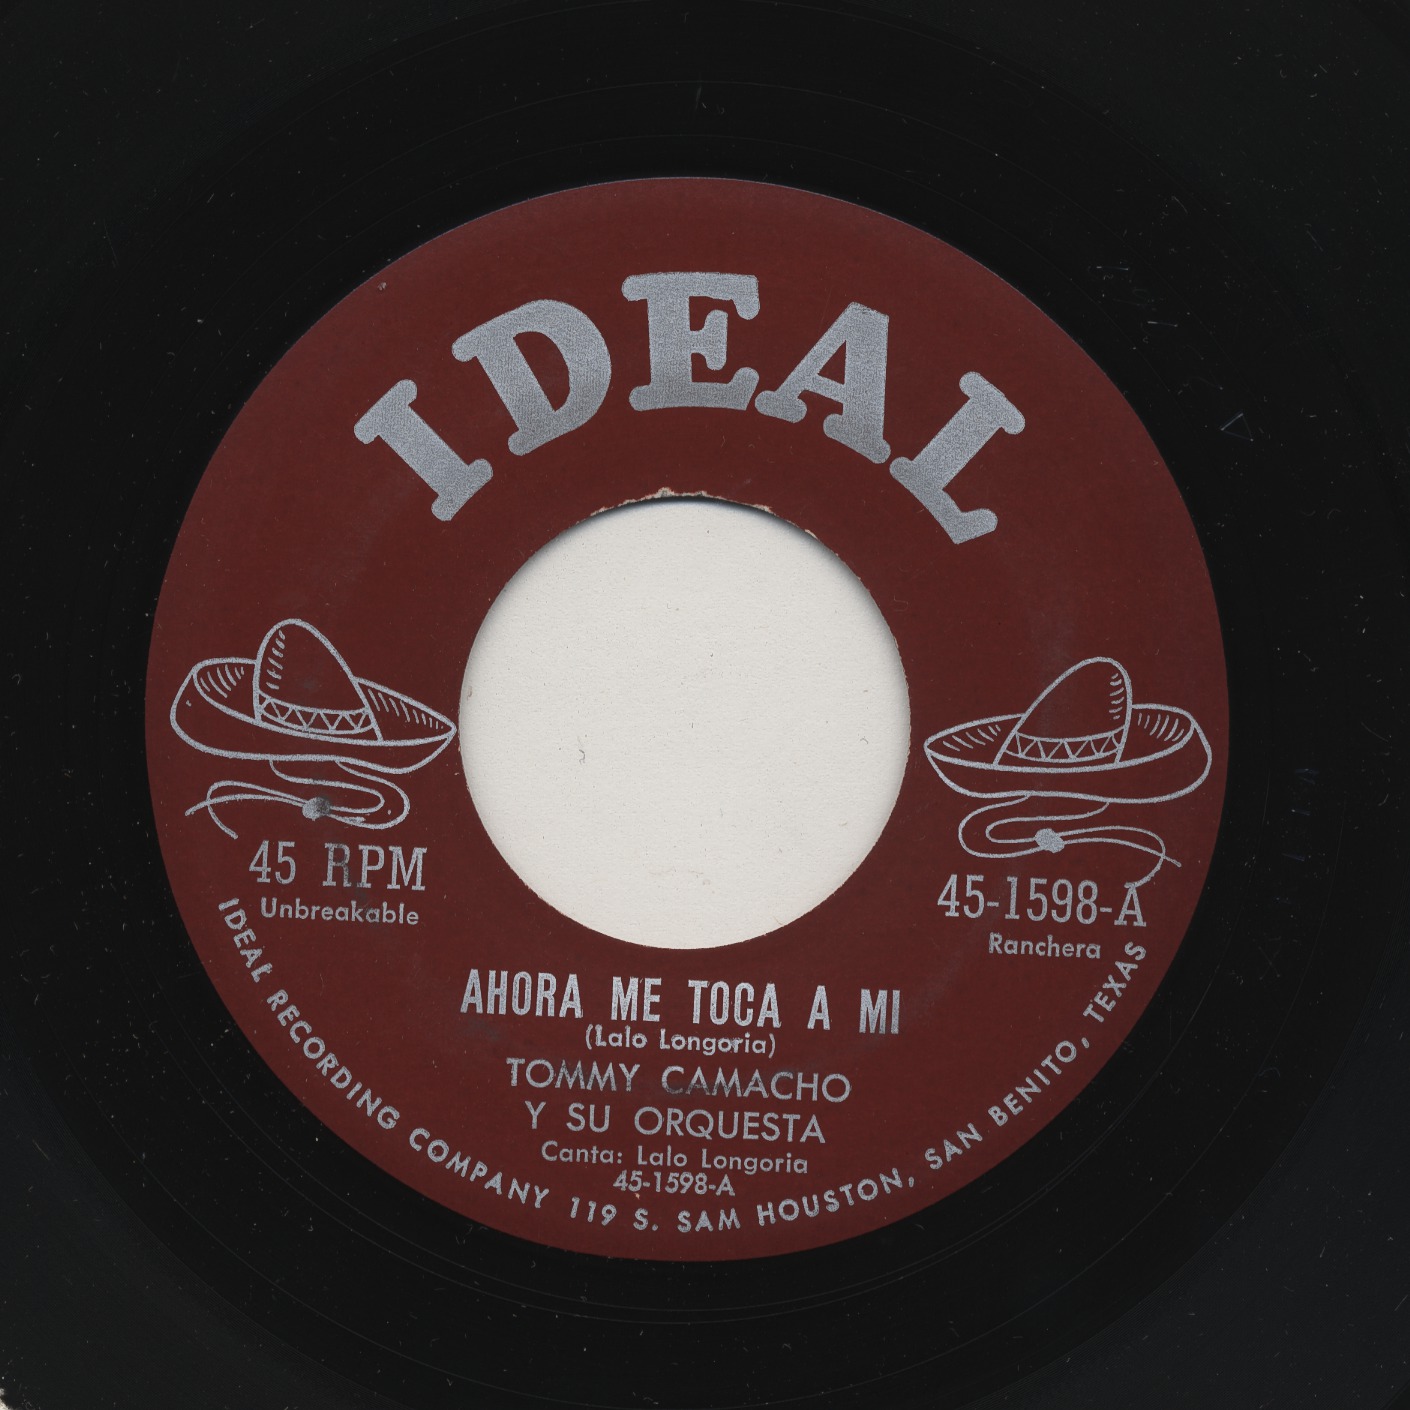 IDEAL
45 RPM
Unbreakable
45-1598-A
Ranchera
AHORA ME TOCA A MI
(Lalo Longoria)
TOMMY CAMACHO
Y SU ORQUESTA
Canta: Lalo Longoria
45-1598-A
IDEAL RECORDING COMPANY 119 S. SAM HOUSTON, SAN BENITO, TEXAS